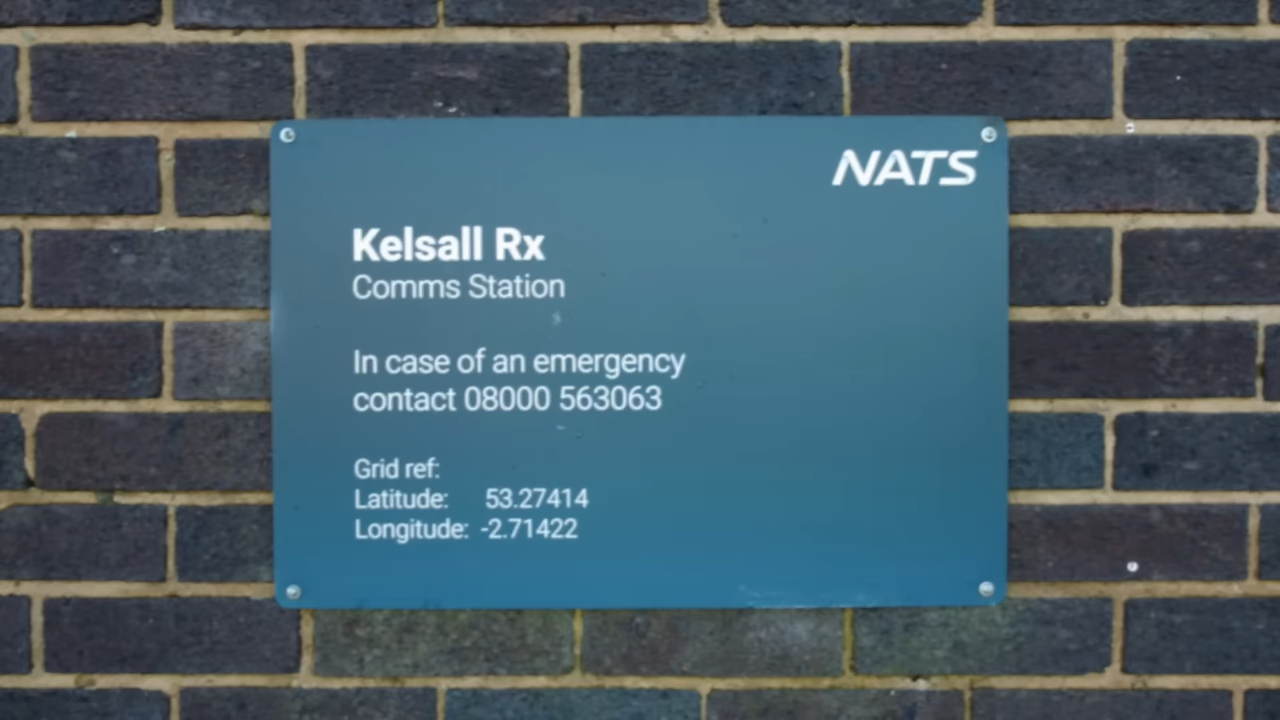 NATS
Kelsall Rx
Comms Station
In case of an emergency
contact 08000 563063
Grid ref:
Latitude: 53.27414
Longitude: -2.71422